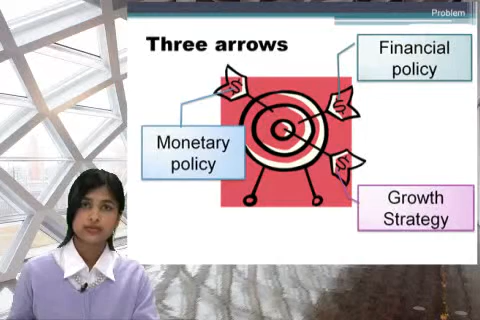 Problem
Three arrows
Financial
policy
Monetary
policy
Growth
Strategy
$
$
$